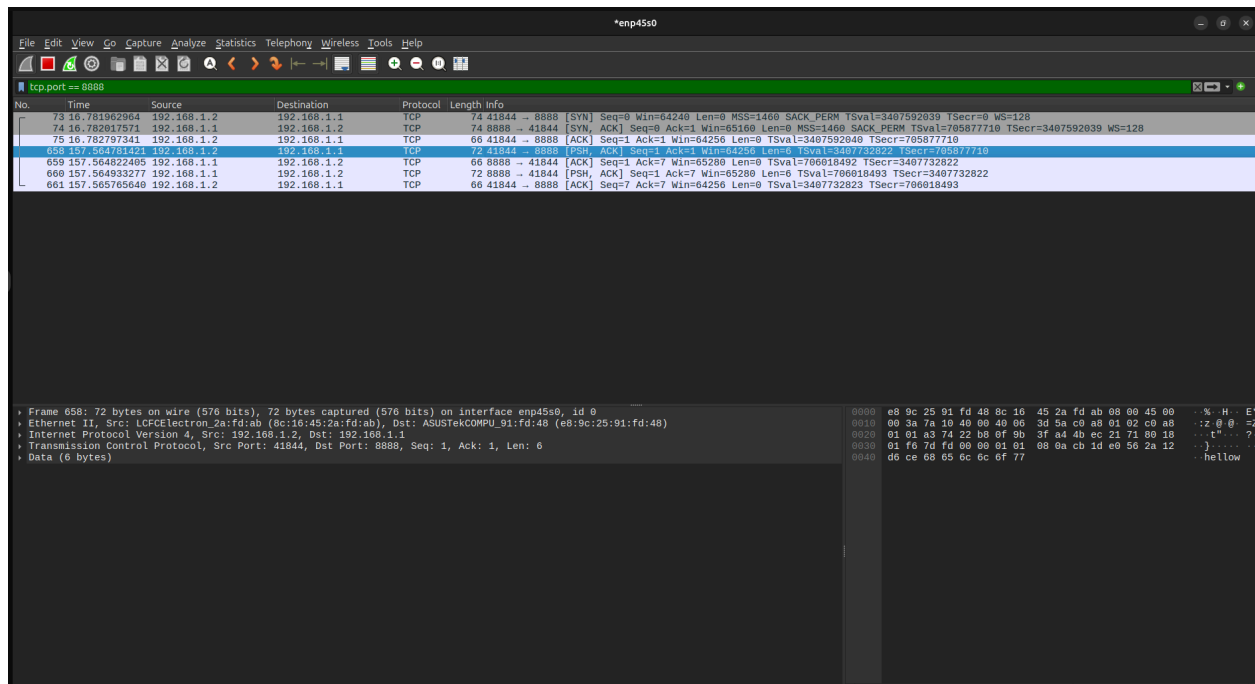 *enp45s0
File Edit View Go Capture Analyze Statistics Telephony Wireless Tools Help
tcp.port == 8888
No. Time Source Destination Protocol Length Info
73 16.781962964 192.168.1.2 192.168.1.1 TCP 74 41844 → 8888 [SYN] Seq=0 Win=64240 Len=0 MSS=1460 SACK_PERM TSval=3407592039 TSecr=0 WS=128
74 16.782017571 192.168.1.1 192.168.1.2 TCP 74 8888 → 41844 [SYN, ACK] Seq=0 Ack=1 Win=65160 Len=0 MSS=1460 SACK_PERM TSval=705877710 TSecr=3407592039 WS=128
75 16.782797341 192.168.1.2 192.168.1.1 TCP 66 41844 → 8888 [ACK] Seq=1 Ack=1 Win=64256 Len=0 TSval=3407592040 TSecr=705877710
658 157.564781421 192.168.1.2 192.168.1.1 TCP 72 41844 → 8888 [PSH, ACK] Seq=1 Ack=1 Win=64256 Len=6 TSval=3407732822 TSecr=705877710
659 157.564822405 192.168.1.1 192.168.1.2 TCP 66 8888 → 41844 [ACK] Seq=1 Ack=7 Win=65280 Len=0 TSval=706018492 TSecr=3407732822
660 157.564933277 192.168.1.1 192.168.1.2 TCP 72 8888 → 41844 [PSH, ACK] Seq=1 Ack=7 Win=65280 Len=6 TSval=706018493 TSecr=3407732822
661 157.565765640 192.168.1.2 192.168.1.1 TCP 66 41844 → 8888 [ACK] Seq=7 Ack=7 Win=64256 Len=0 TSval=3407732823 TSecr=706018493
Frame 658: 72 bytes on wire (576 bits), 72 bytes captured (576 bits) on interface enp45s0, id 0
Ethernet II, Src: LCFCElectron_2a:fd:ab (8c:16:45:2a:fd:ab), Dst: ASUSTekCOMPU_91:fd:48 (e8:9c:25:91:fd:48)
Internet Protocol Version 4, Src: 192.168.1.2, Dst: 192.168.1.1
Transmission Control Protocol, Src Port: 41844, Dst Port: 8888, Seq: 1, Ack: 1, Len: 6
Data (6 bytes)
0000 e8 9c 25 91 fd 48 8c 16 45 2a fd ab 08 00 45 00 ··%··H·· E*
0010 00 3a 7a 10 40 00 40 06 3d 5a c0 a8 01 02 c0 a8 ·:z·@·@· =Z
0020 01 01 a3 74 22 b8 0f 9b 3f a4 4b ec 21 71 80 18 ···t"··· ?
0030 01 f6 7d fd 00 00 01 01 08 0a cb 1d e0 56 2a 12 ··}····· ··
0040 d6 ce 68 65 6c 6c 6f 77 ··hellow